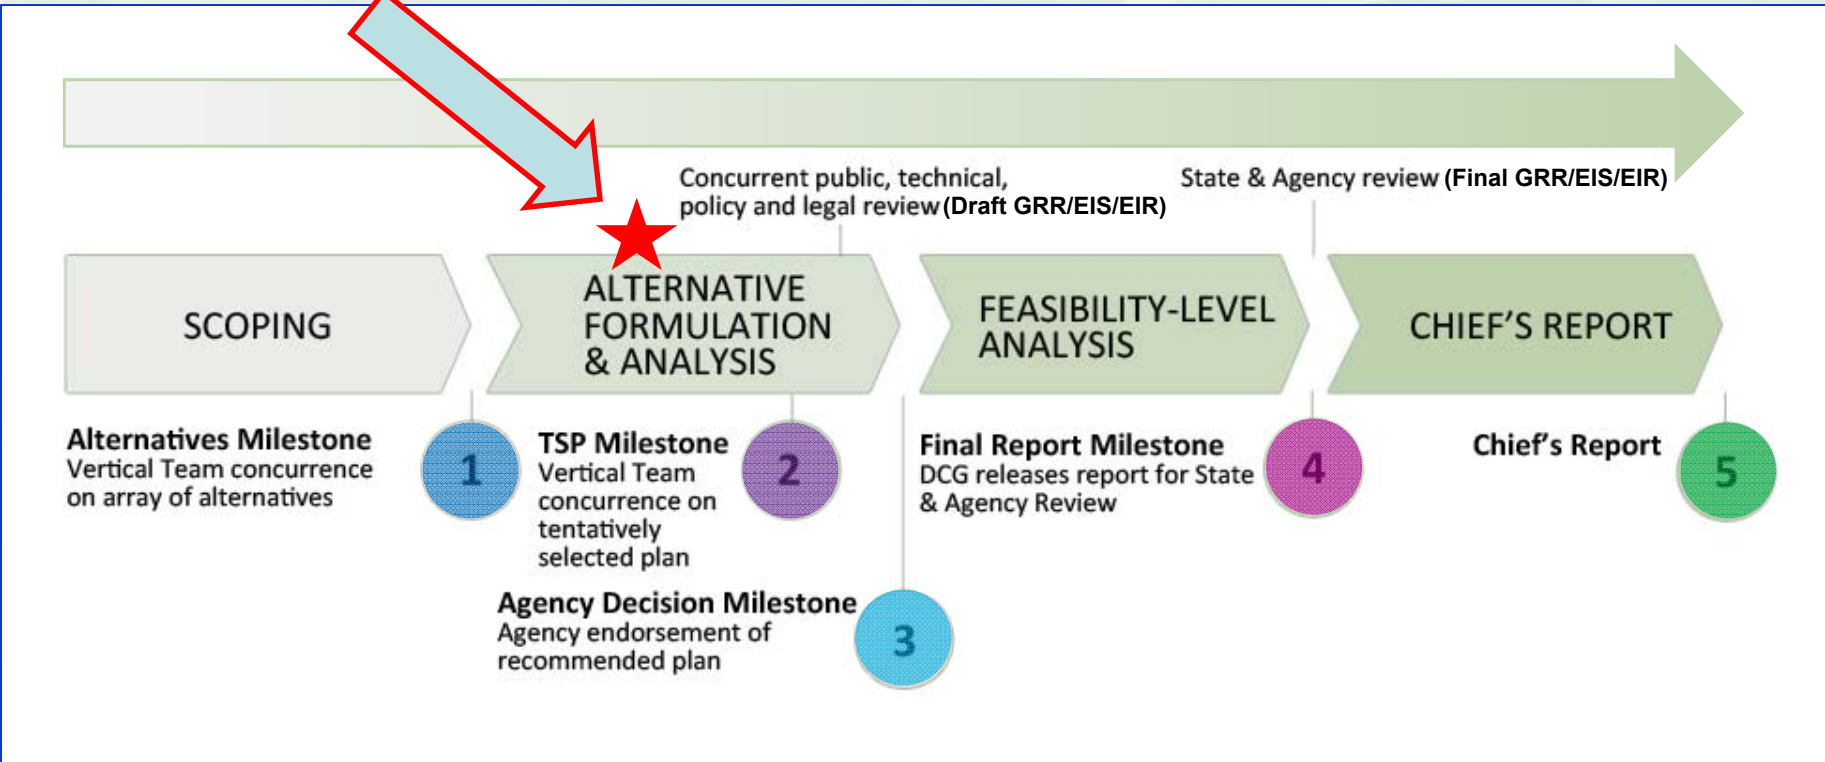 Concurrent public, technical,
policy and legal review (Draft GRR/EIS/EIR)
State & Agency review (Final GRR/EIS/EIR)
SCOPING
ALTERNATIVE
FORMULATION
& ANALYSIS
FEASIBILITY-LEVEL
ANALYSIS
CHIEF’S REPORT
Alternatives Milestone
Vertical Team concurrence
on array of alternatives
1
TSP Milestone
Vertical Team
concurrence on
tentatively
selected plan
2
Agency Decision Milestone
Agency endorsement of
recommended plan
3
Final Report Milestone
DCG releases report for State
& Agency Review
4
Chief’s Report
5